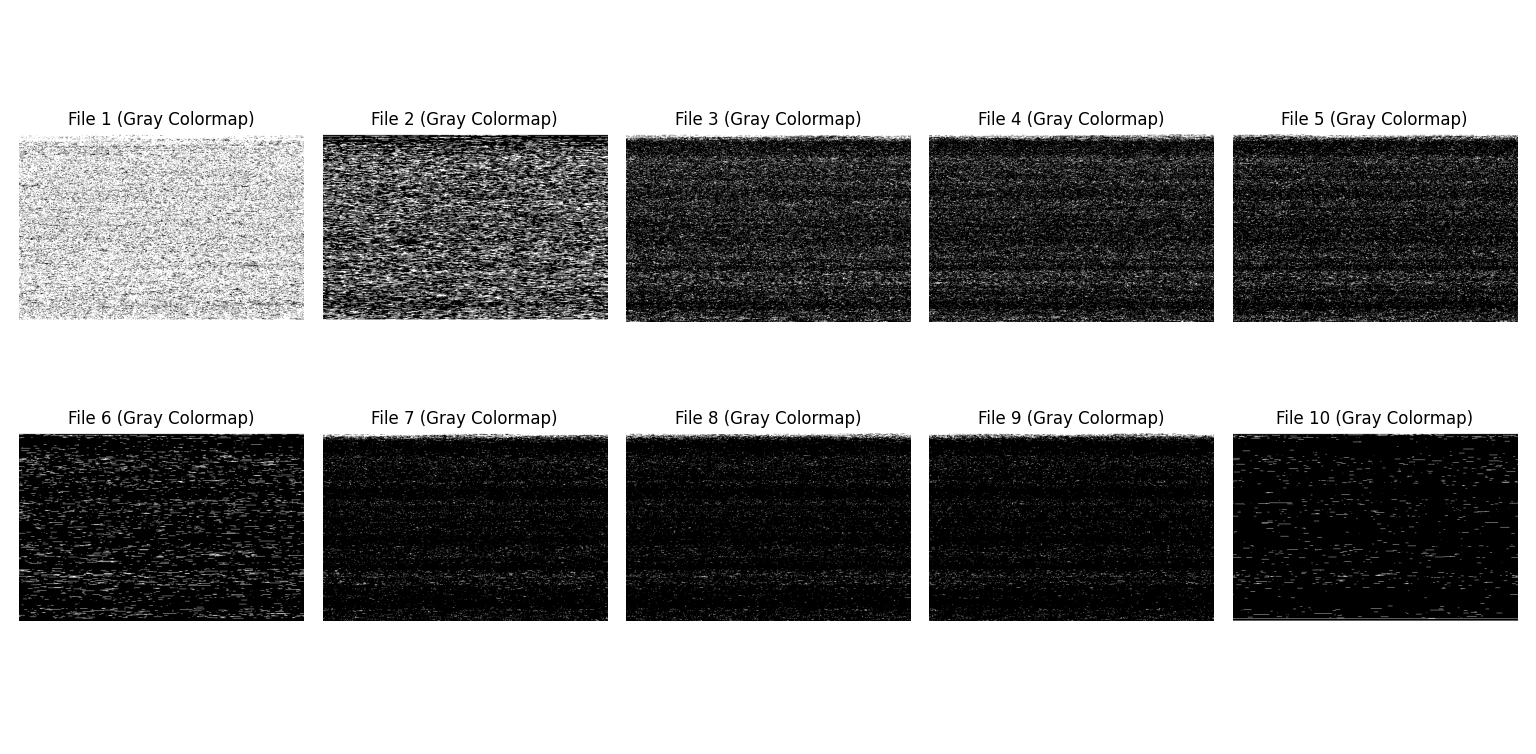 File 1 (Gray Colormap)
File 2 (Gray Colormap)
File 3 (Gray Colormap)
File 4 (Gray Colormap)
File 5 (Gray Colormap)
File 6 (Gray Colormap)
File 7 (Gray Colormap)
File 8 (Gray Colormap)
File 9 (Gray Colormap)
File 10 (Gray Colormap)